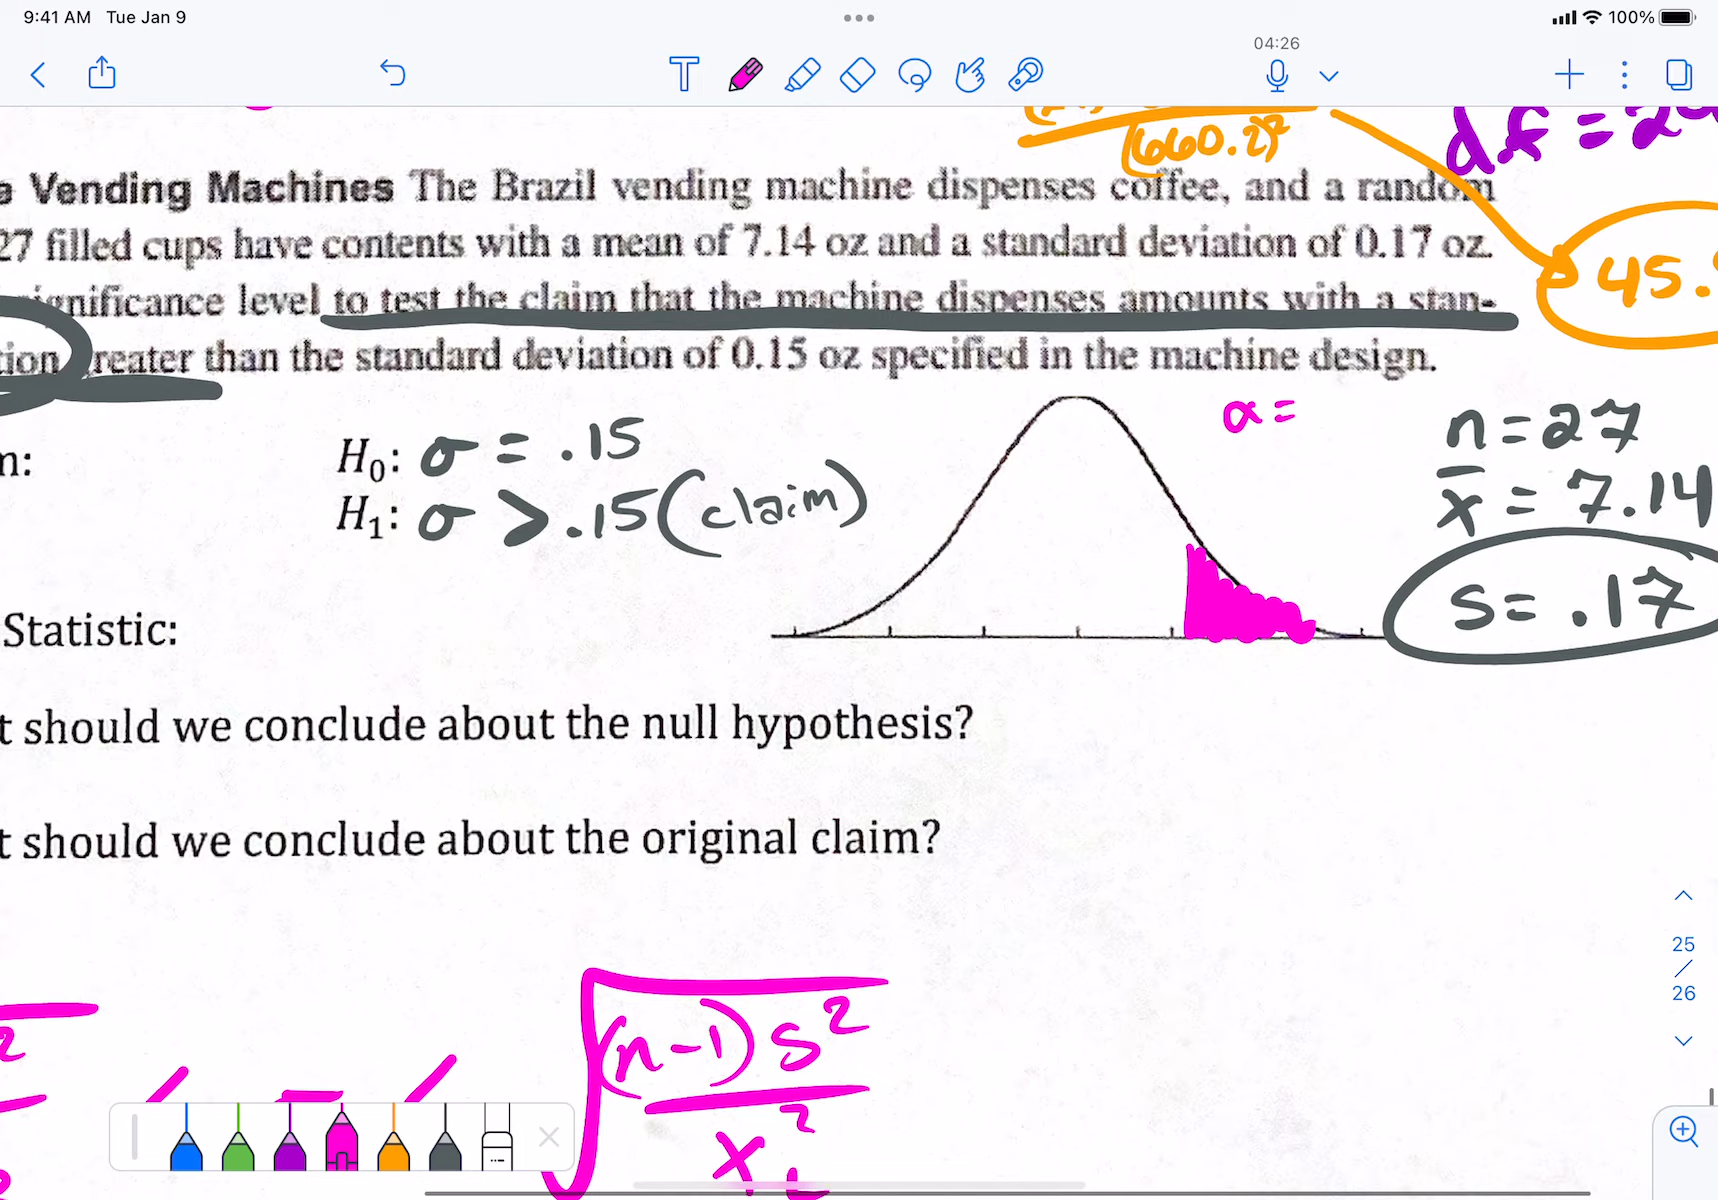 9:41 AM Tue Jan 9
100%
04:26
(660.2)²
d.f =
Vending Machines The Brazil vending machine dispenses coffee, and a random
27 filled cups have contents with a mean of 7.14 oz and a standard deviation of 0.17 oz.
45.
significance level to test the claim that the machine dispenses amounts with a stan-
tion greater than the standard deviation of 0.15 oz specified in the machine design.
α =
n = 27
H₀: σ = .15
x̄ = 7.14
H₁: σ > .15 (claim)
s = .17
Statistic:
t should we conclude about the null hypothesis?
t should we conclude about the original claim?
25
/
26
√(n-1) s²
x²